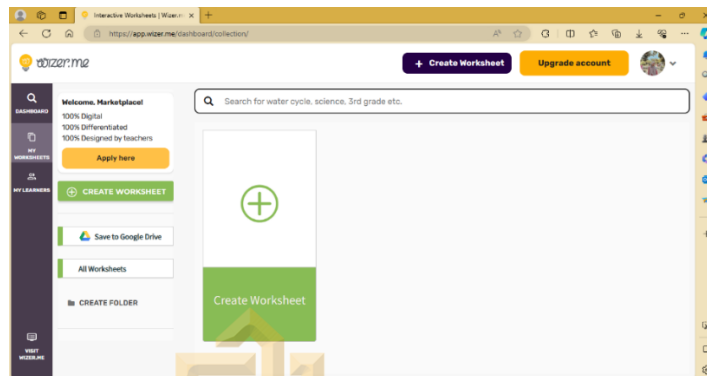 Interactive Worksheets | Wizer.m
https://app.wizer.me/dashboard/collection/
wizer.me
+ Create Worksheet
Upgrade account
DASHBOARD
MY WORKSHEETS
MY LEARNERS
VISIT WIZER.ME
Welcome, Marketplace!
100% Digital
100% Differentiated
100% Designed by teachers
Apply here
CREATE WORKSHEET
Save to Google Drive
All Worksheets
CREATE FOLDER
Search for water cycle, science, 3rd grade etc.
Create Worksheet